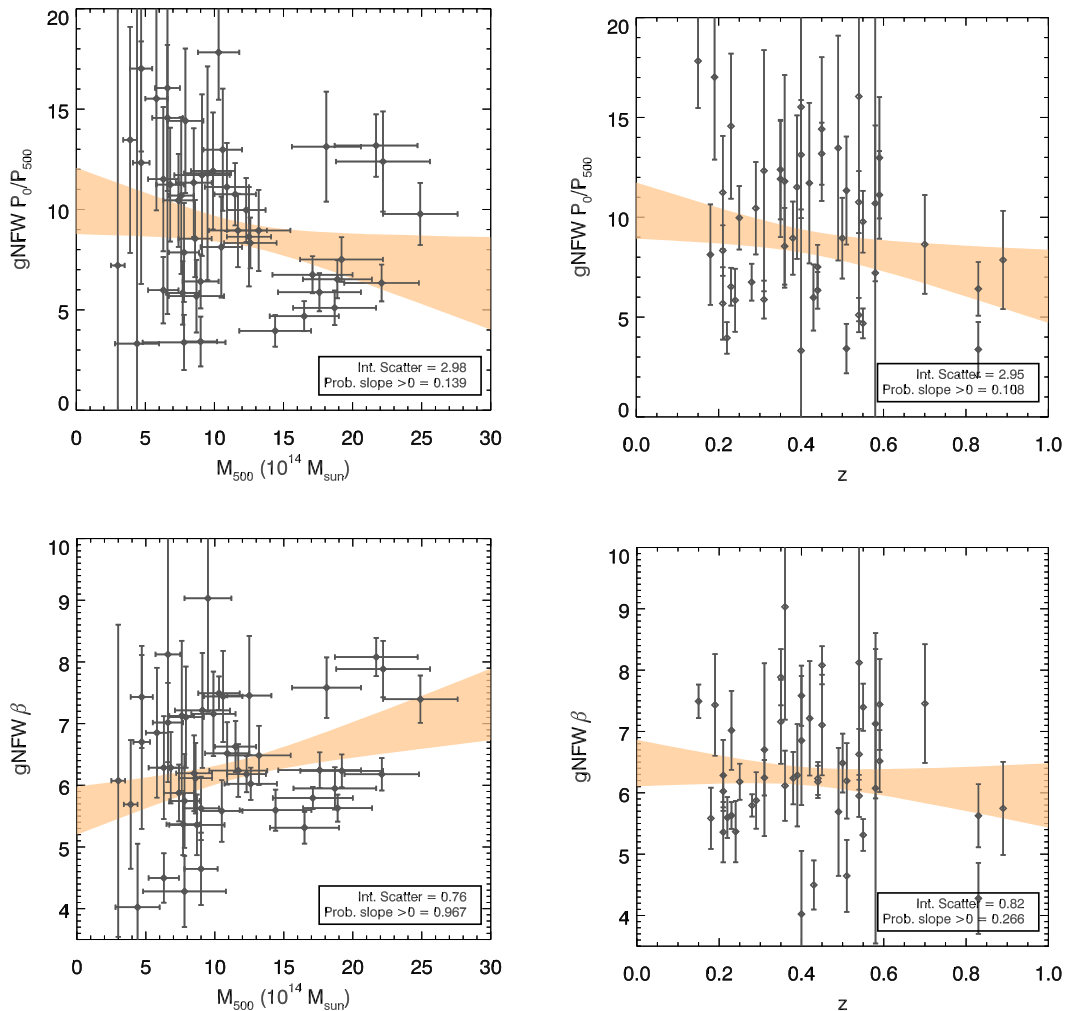 20
15
10
5
0
gNFW P0/P500
Int. Scatter = 2.98
Prob. slope >0 = 0.139
0 5 10 15 20 25 30
M500 (10^14 Msun)
20
15
10
5
0
gNFW P0/P500
Int. Scatter = 2.95
Prob. slope >0 = 0.108
0.0 0.2 0.4 0.6 0.8 1.0
z
10
9
8
7
6
5
4
gNFW β
Int. Scatter = 0.76
Prob. slope >0 = 0.967
0 5 10 15 20 25 30
M500 (10^14 Msun)
10
9
8
7
6
5
4
gNFW β
Int. Scatter = 0.82
Prob. slope >0 = 0.266
0.0 0.2 0.4 0.6 0.8 1.0
z